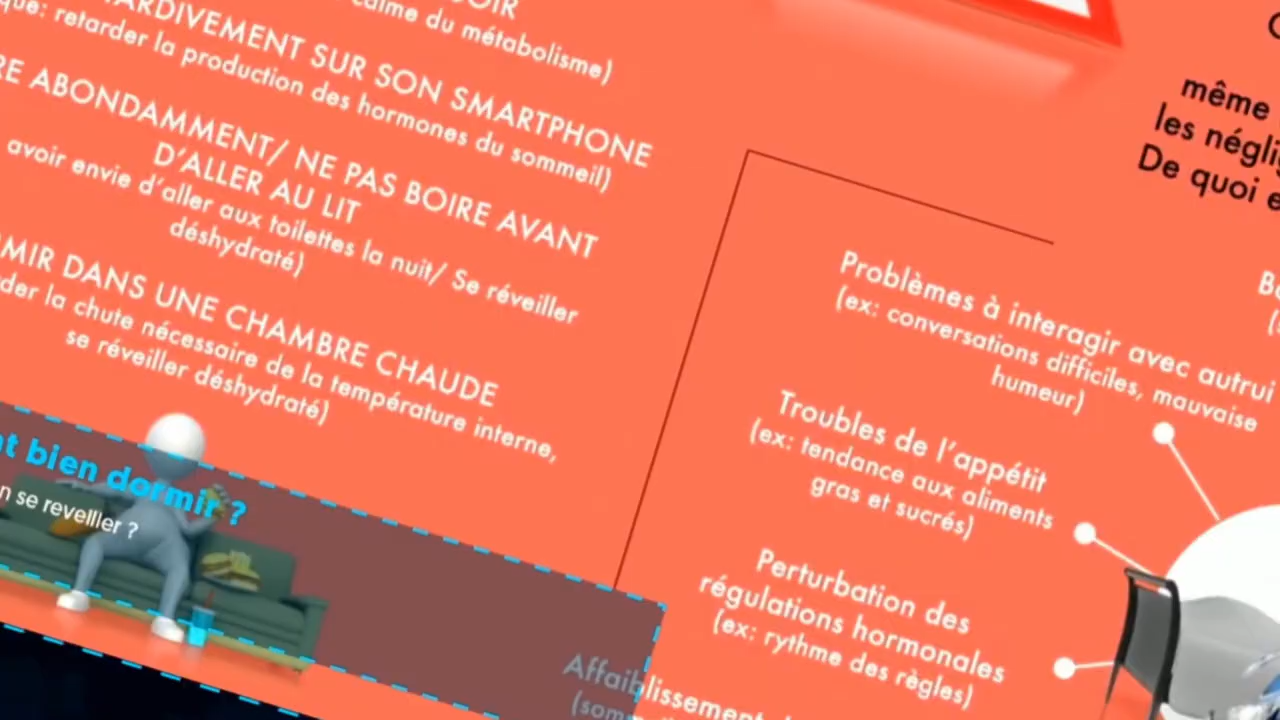 OIR
calme du métabolisme)
ARDIVEMENT SUR SON SMARTPHONE
que: retarder la production des hormones du sommeil)
RE ABONDAMMENT/ NE PAS BOIRE AVANT
D'ALLER AU LIT
avoir envie d'aller aux toilettes la nuit/ Se réveiller
déshydraté)
MIR DANS UNE CHAMBRE CHAUDE
der la chute nécessaire de la température interne,
se réveiller déshydraté)
t bien dormir ?
n se reveiller ?
même
les néglig
De quoi e
Problèmes à interagir avec autrui
(ex: conversations difficiles, mauvaise
humeur)
Troubles de l'appétit
(ex: tendance aux aliments
gras et sucrés)
Perturbation des
régulations hormonales
(ex: rythme des règles)
Affaiblissement
(som